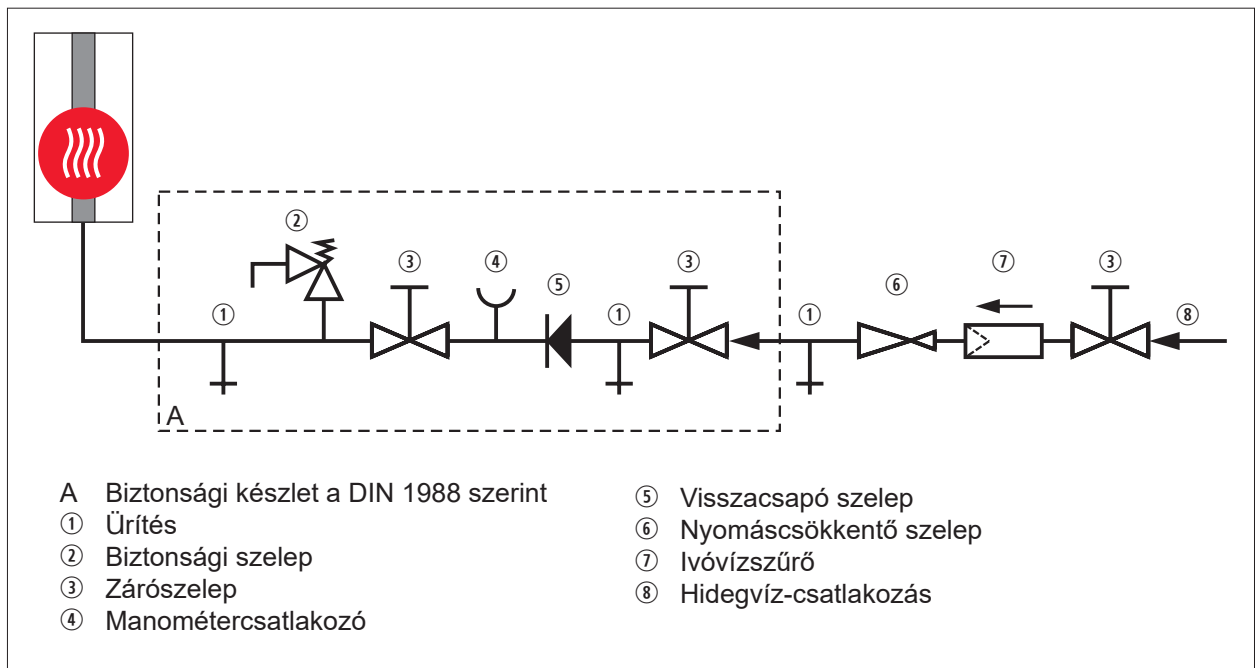 ②
③
④
③
⑦
③
⑤
⑥
⑧
①
①
①
A
A Biztonsági készlet a DIN 1988 szerint
① Ürítés
② Biztonsági szelep
③ Zárószelep
④ Manométercsatlakozó
⑤ Visszacsapó szelep
⑥ Nyomáscsökkentő szelep
⑦ Ivóvízszűrő
⑧ Hidegvíz-csatlakozás